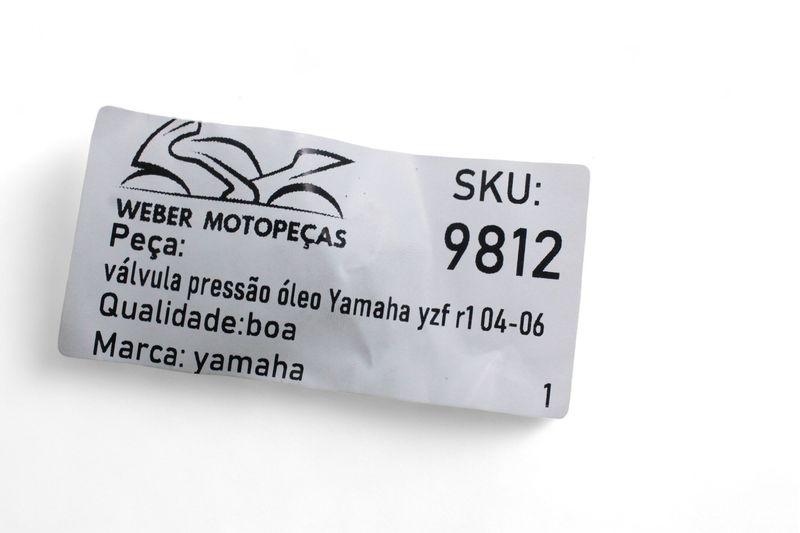 WEBER MOTOPEÇAS
SKU:
9812
Peça:
válvula pressão óleo Yamaha yzf r1 04-06
Qualidade:boa
Marca: yamaha
1